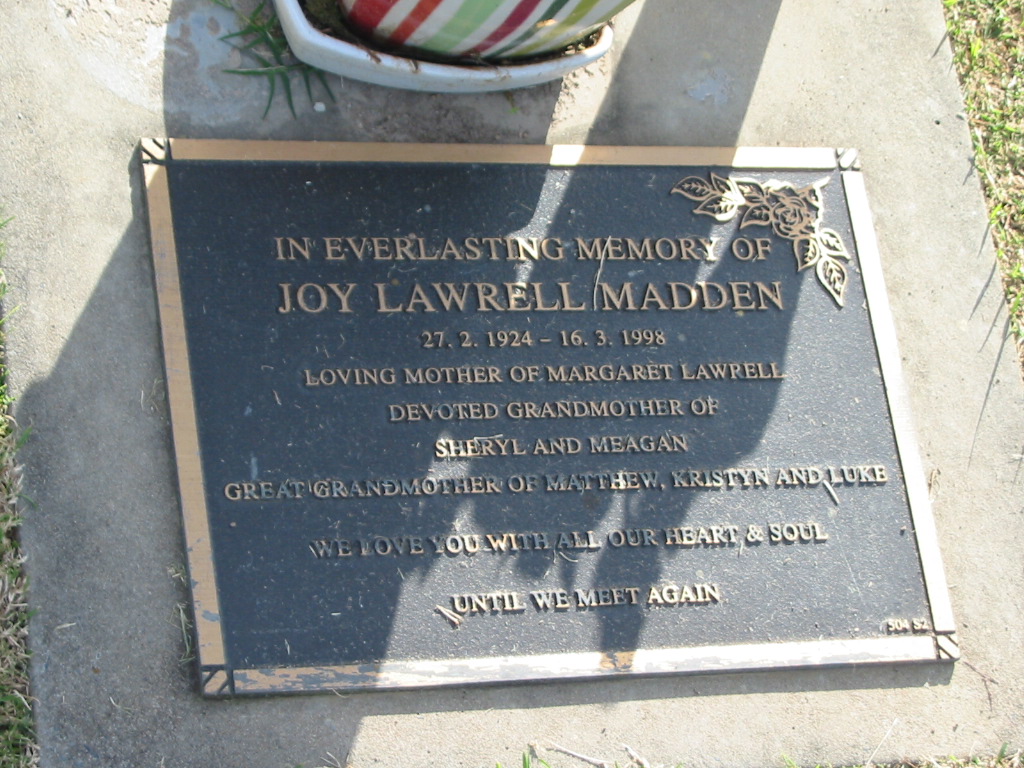 IN EVERLASTING MEMORY OF
JOY LAWRELL MADDEN
27. 2. 1924 - 16. 3. 1998
LOVING MOTHER OF MARGARET LAWRELL
DEVOTED GRANDMOTHER OF
SHERYL AND MEAGAN
GREAT GRANDMOTHER OF MATTHEW, KRISTYN AND LUKE
WE LOVE YOU WITH ALL OUR HEART & SOUL
UNTIL WE MEET AGAIN
504 SZ